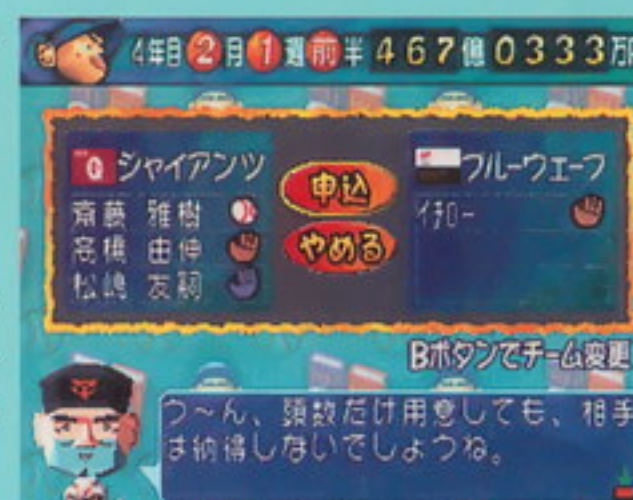 4年目2月1週前半 467億0333万
ジャイアンツ
斎藤 雅樹
高橋 由伸
松嶋 友嗣
申込
やめる
ブルーウェーブ
イチロー
Bボタンでチーム変更
う〜ん、頭数だけ用意しても、相手
は納得しないでしょうね。